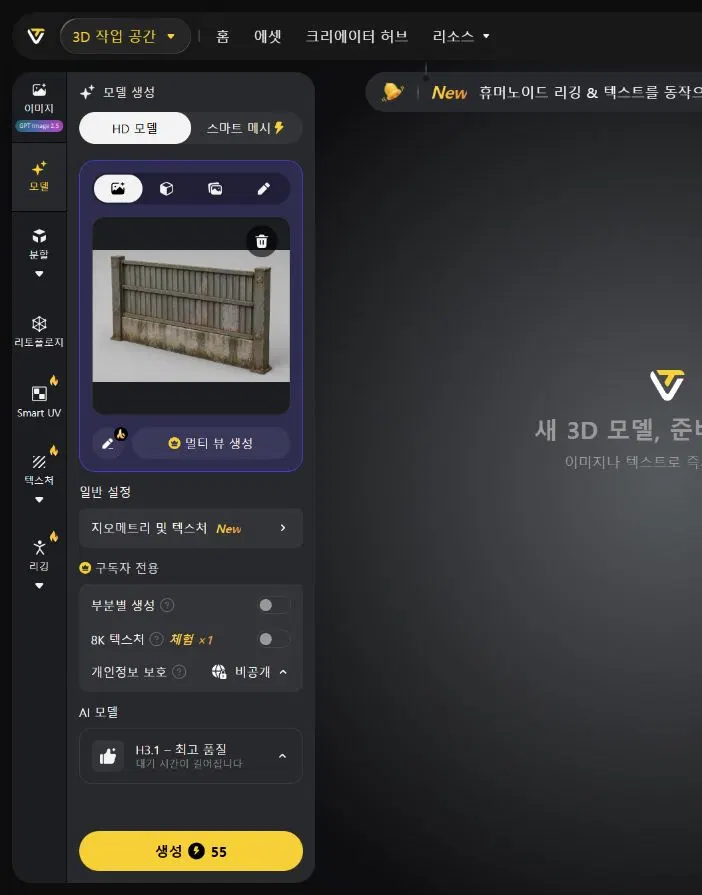 3D 작업 공간
홈
에셋
크리에이터 허브
리소스
New 휴머노이드 리깅 & 텍스트를 동작으
이미지
GPT Image 2.5
모델
분할
리토폴로지
Smart UV
텍스처
리깅
모델 생성
HD 모델
스마트 메시
멀티 뷰 생성
일반 설정
지오메트리 및 텍스처 New
구독자 전용
부분별 생성 ?
8K 텍스처 ? 체험 ×1
개인정보 보호 ? 비공개
AI 모델
H3.1 – 최고 품질
대기 시간이 길어집니다
생성 55
새 3D 모델, 준비
이미지나 텍스트로 즉